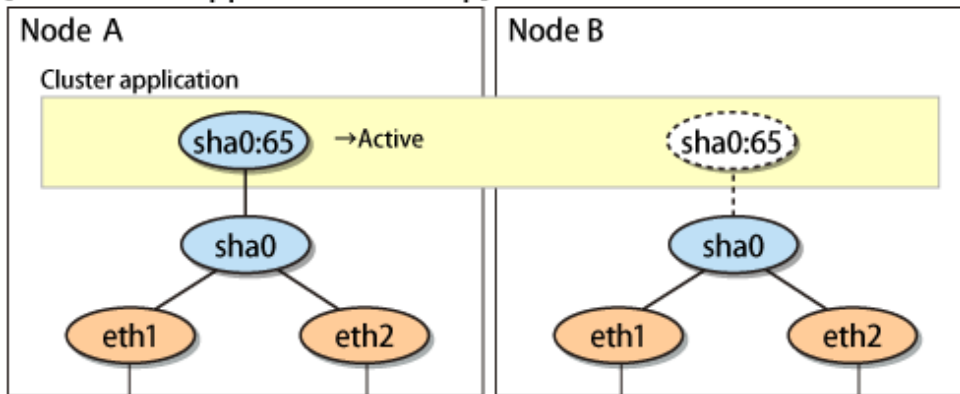 Node A
Node B
Cluster application
sha0:65
→Active
sha0:65
sha0
sha0
eth1
eth2
eth1
eth2